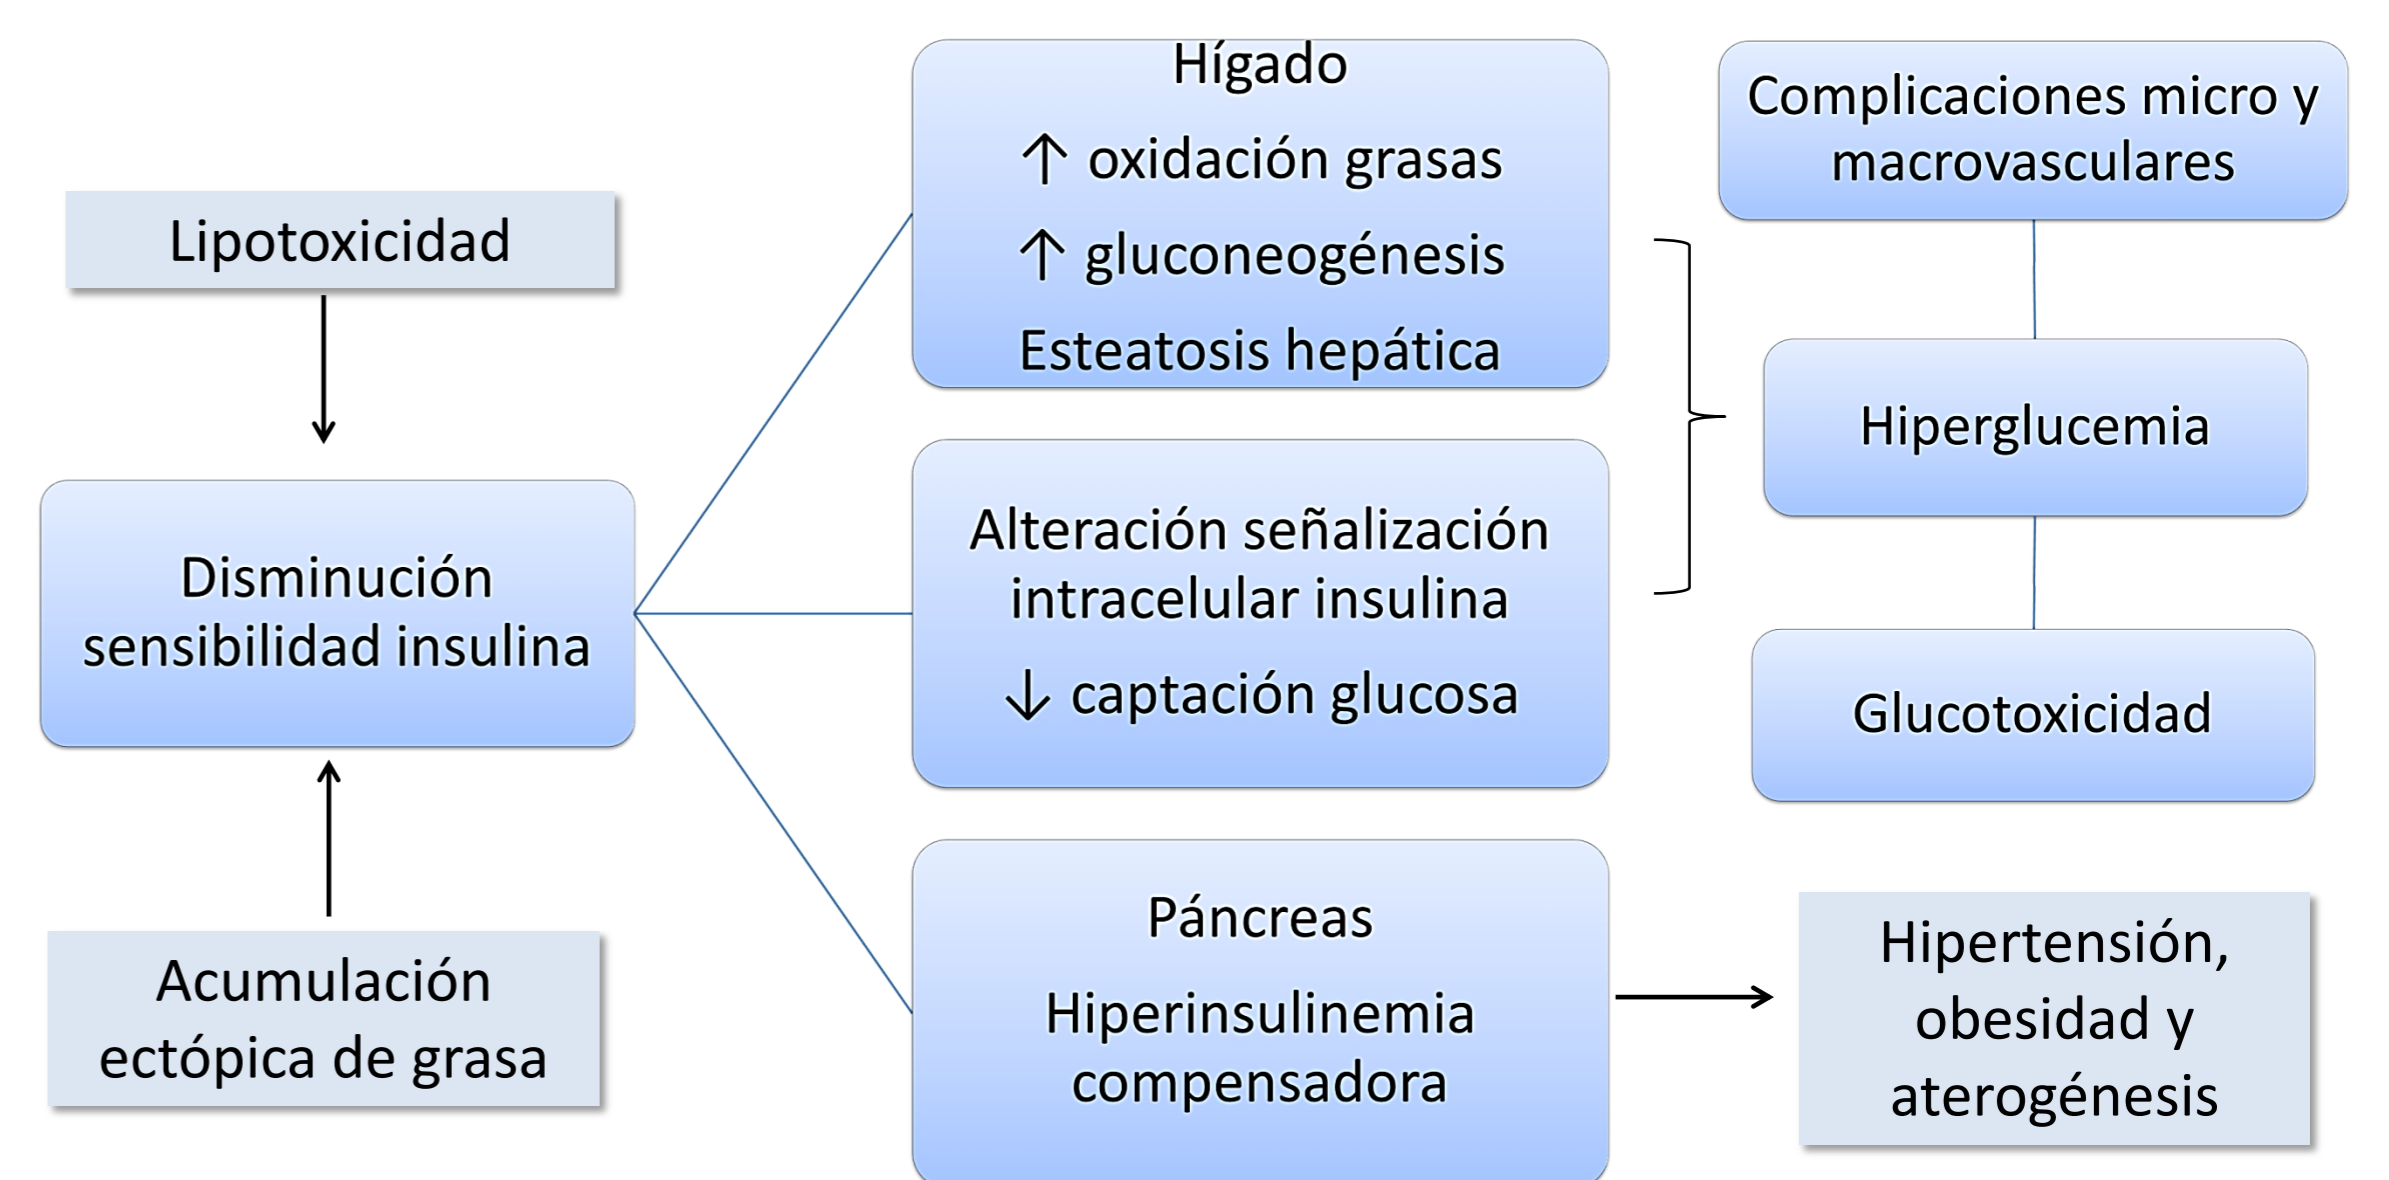 Lipotoxicidad
Disminución
sensibilidad insulina
Acumulación
ectópica de grasa
Hígado
↑ oxidación grasas
↑ gluconeogénesis
Esteatosis hepática
Alteración señalización
intracelular insulina
↓ captación glucosa
Páncreas
Hiperinsulinemia
compensadora
Complicaciones micro y
macrovasculares
Hiperglucemia
Glucotoxicidad
Hipertensión,
obesidad y
aterogénesis